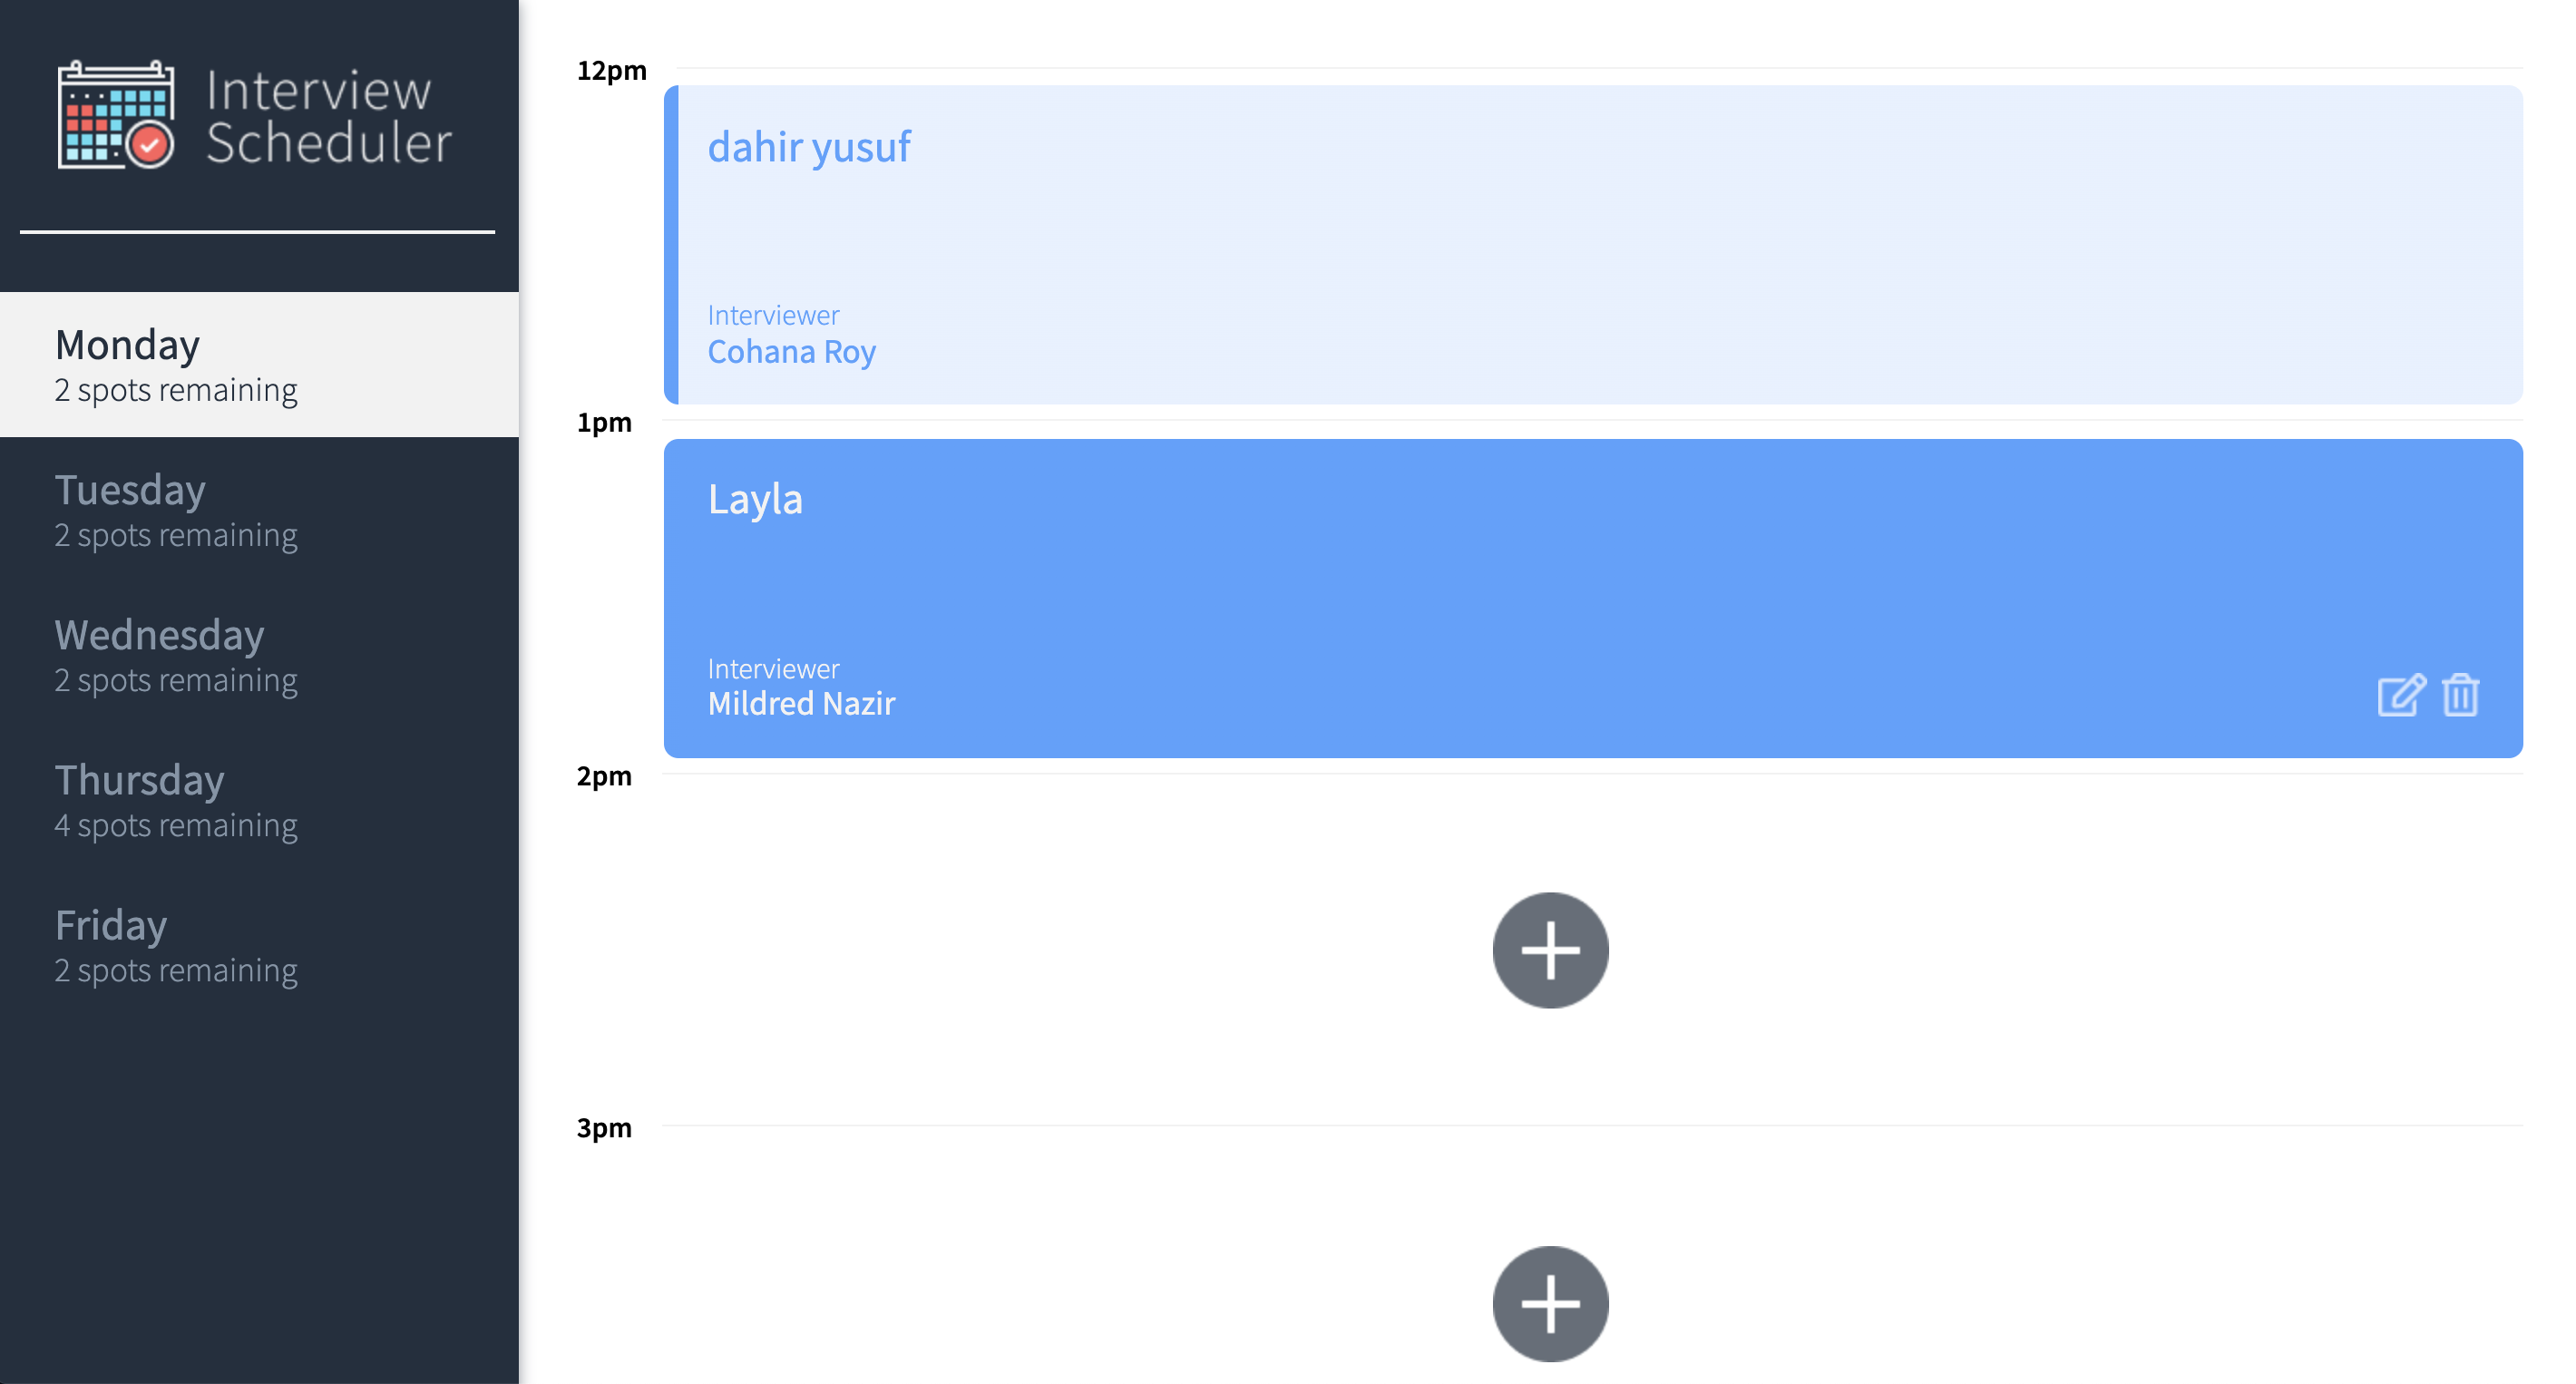 Interview
Scheduler
Monday
2 spots remaining
Tuesday
2 spots remaining
Wednesday
2 spots remaining
Thursday
4 spots remaining
Friday
2 spots remaining
12pm
dahir yusuf
Interviewer
Cohana Roy
1pm
Layla
Interviewer
Mildred Nazir
2pm
3pm